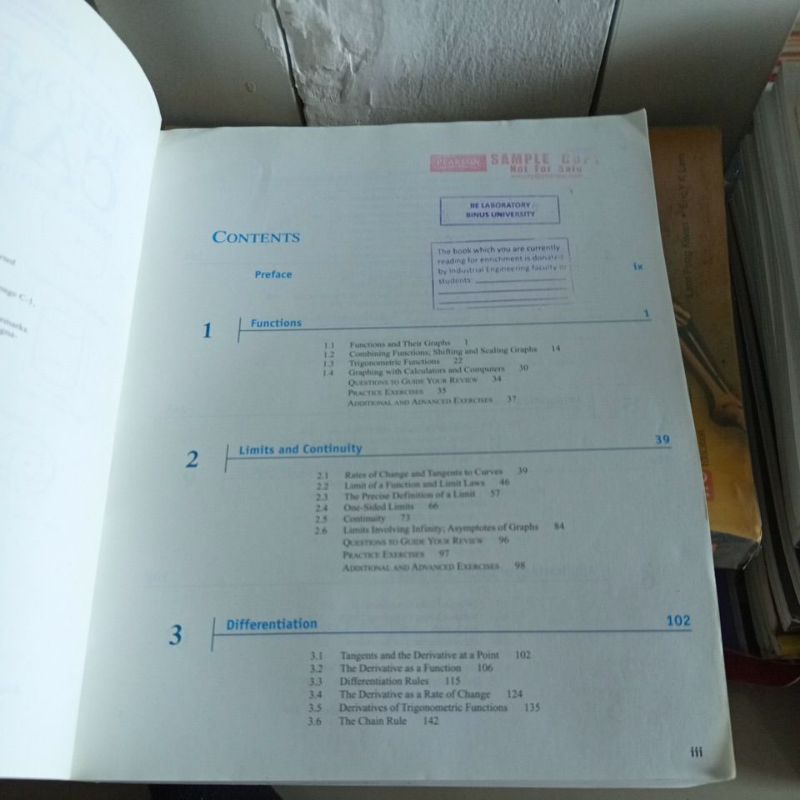 PEARSON SAMPLE Copy
Not For Sale
IE LABORATORY
BINUS UNIVERSITY
CONTENTS
The book which you are currently
reading for enrichment is donated
by Industrial Engineering faculty or
students:
Preface ix
1 Functions 1
1.1 Functions and Their Graphs 1
1.2 Combining Functions; Shifting and Scaling Graphs 14
1.3 Trigonometric Functions 22
1.4 Graphing with Calculators and Computers 30
QUESTIONS TO GUIDE YOUR REVIEW 34
PRACTICE EXERCISES 35
ADDITIONAL AND ADVANCED EXERCISES 37
2 Limits and Continuity 39
2.1 Rates of Change and Tangents to Curves 39
2.2 Limit of a Function and Limit Laws 46
2.3 The Precise Definition of a Limit 57
2.4 One-Sided Limits 66
2.5 Continuity 73
2.6 Limits Involving Infinity; Asymptotes of Graphs 84
QUESTIONS TO GUIDE YOUR REVIEW 96
PRACTICE EXERCISES 97
ADDITIONAL AND ADVANCED EXERCISES 98
3 Differentiation 102
3.1 Tangents and the Derivative at a Point 102
3.2 The Derivative as a Function 106
3.3 Differentiation Rules 115
3.4 The Derivative as a Rate of Change 124
3.5 Derivatives of Trigonometric Functions 135
3.6 The Chain Rule 142
iii